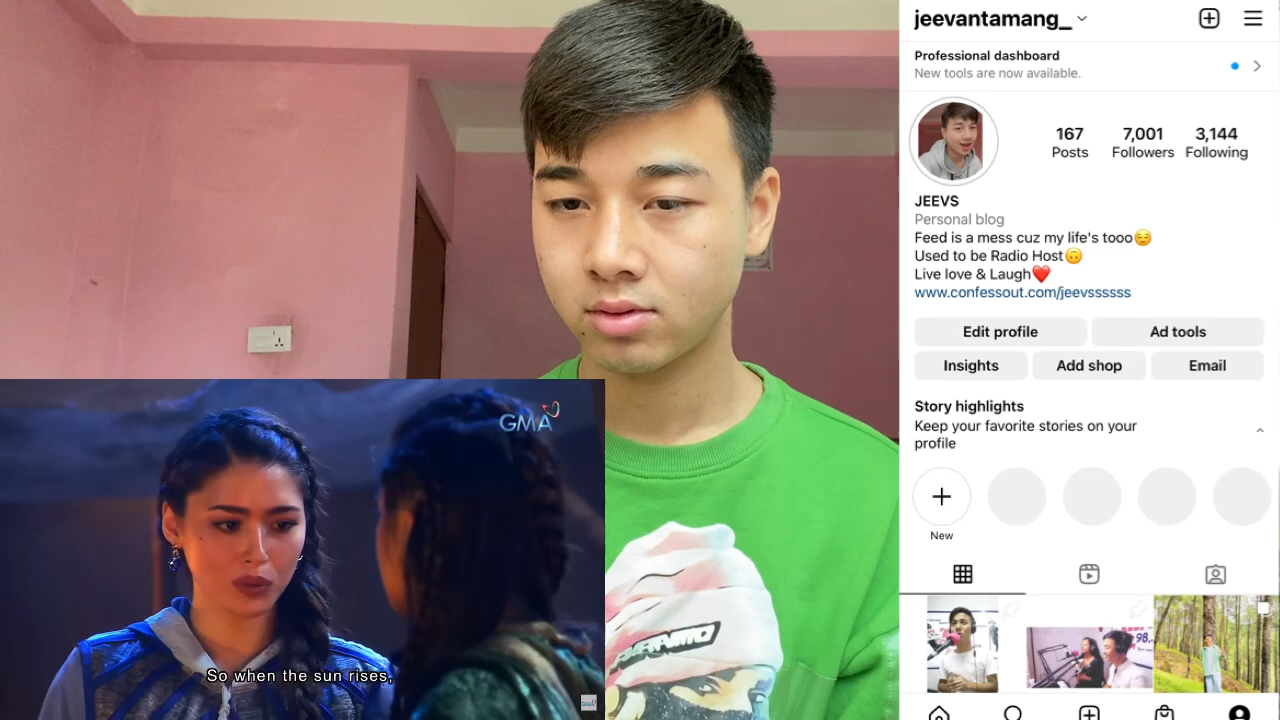 jeevantamang_
Professional dashboard
New tools are now available.
167
Posts
7,001
Followers
3,144
Following
JEEVS
Personal blog
Feed is a mess cuz my life's tooo😌
Used to be Radio Host🙃
Live love & Laugh❤️
www.confessout.com/jeevssssss
Edit profile
Ad tools
Insights
Add shop
Email
Story highlights
Keep your favorite stories on your
profile
New
98.
GMA
So when the sun rises,